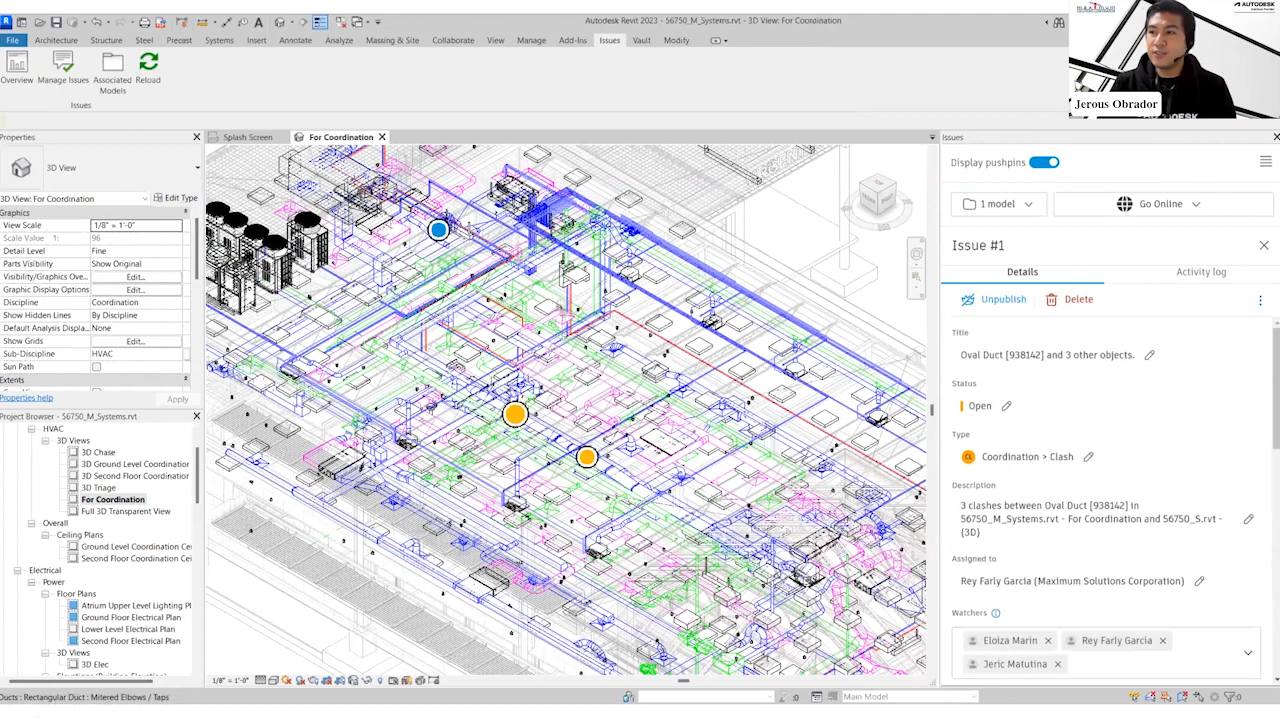 Autodesk Revit 2023 - 56750_M_Systems.rvt - 3D View: For Coordination
AUTODESK
File Architecture Structure Steel Precast Systems Insert Annotate Analyze Massing & Site Collaborate View Manage Add-Ins Issues Vault Modify
Overview Manage Issues Associated Models Reload
Issues
Jerous Obrador
AUTODESK
Properties
Splash Screen
For Coordination
3D View
3D View: For Coordination
Edit Type
Graphics
View Scale 1/8" = 1'-0"
Scale Value 1: 96
Detail Level Fine
Parts Visibility Show Original
Visibility/Graphics Ove... Edit...
Graphic Display Options Edit...
Discipline Coordination
Show Hidden Lines By Discipline
Default Analysis Displa... None
Show Grids Edit...
Sub-Discipline HVAC
Sun Path
Extents
Properties help
Apply
Project Browser - 56750_M_Systems.rvt
HVAC
3D Views
3D Chase
3D Ground Level Coordination
3D Second Floor Coordination
3D Triage
For Coordination
Full 3D Transparent View
Overall
Ceiling Plans
Ground Level Coordination Ce
Second Floor Coordination Cei
Electrical
Power
Floor Plans
Atrium Upper Level Lighting Pl
Ground Floor Electrical Plan
Lower Level Electrical Plan
Second Floor Electrical Plan
3D Views
3D Elec
1/8" = 1'-0"
Ducts : Rectangular Duct : Mitered Elbows / Taps
:0
Main Model
:0
Issues
Display pushpins
1 model
Go Online
Issue #1
Details
Activity log
Unpublish
Delete
Title
Oval Duct [938142] and 3 other objects.
Status
Open
Type
CL
Coordination > Clash
Description
3 clashes between Oval Duct [938142] in
56750_M_Systems.rvt - For Coordination and 56750_S.rvt -
{3D}
Assigned to
Rey Farly Garcia (Maximum Solutions Corporation)
Watchers
Eloiza Marin
Rey Farly Garcia
Jeric Matutina